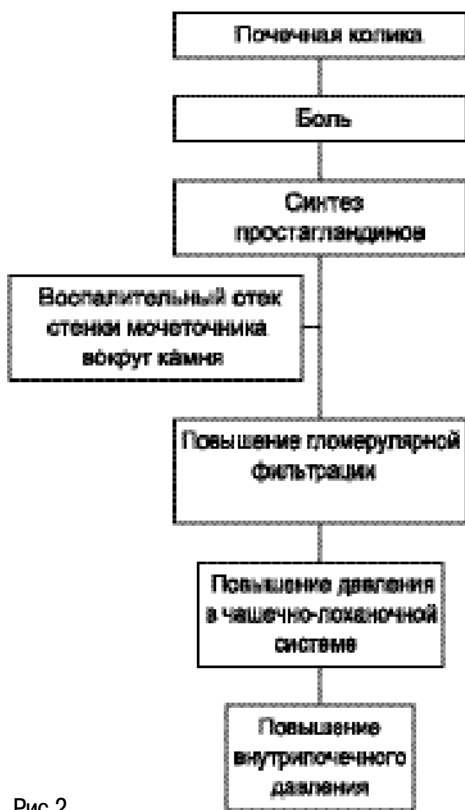 Почечная колика
Боль
Синтез
простагландинов
Воспалительный отек
стенки мочеточника
вокруг камня
Повышение гломерулярной
фильтрации
Повышение давления
в чашечно-лоханочной
системе
Повышение
внутрипочечного
давления
Рис.2